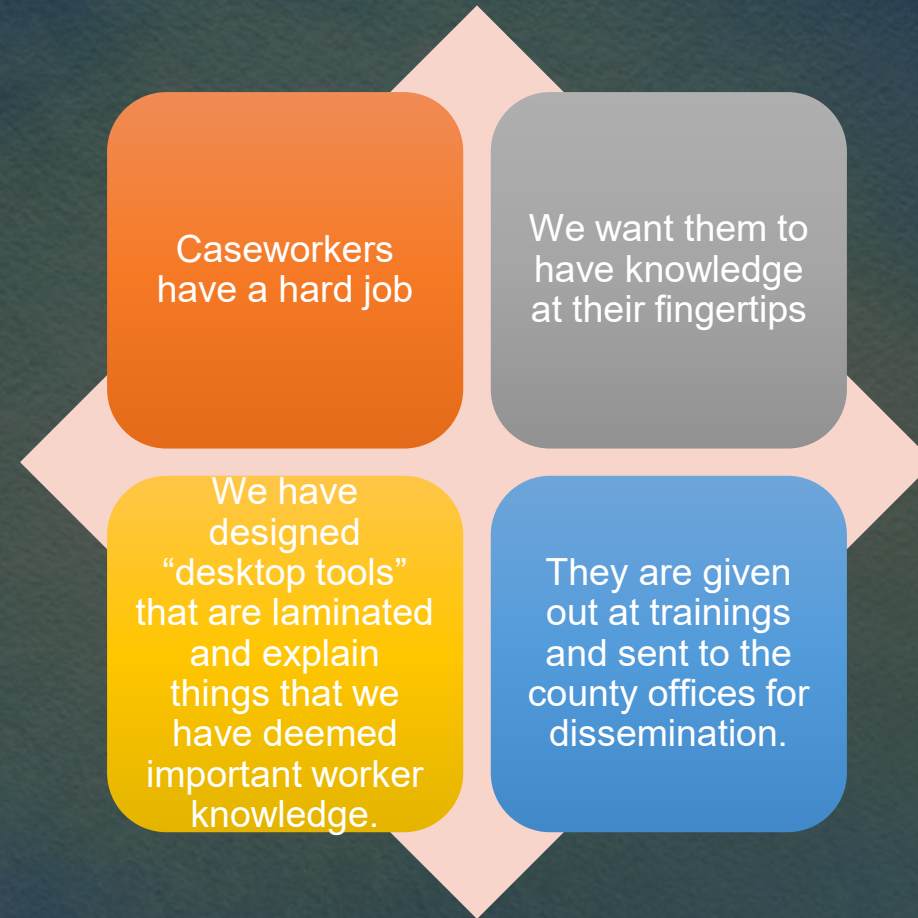 Caseworkers
have a hard job
We want them to
have knowledge
at their fingertips
We have
designed
“desktop tools”
that are laminated
and explain
things that we
have deemed
important worker
knowledge.
They are given
out at trainings
and sent to the
county offices for
dissemination.